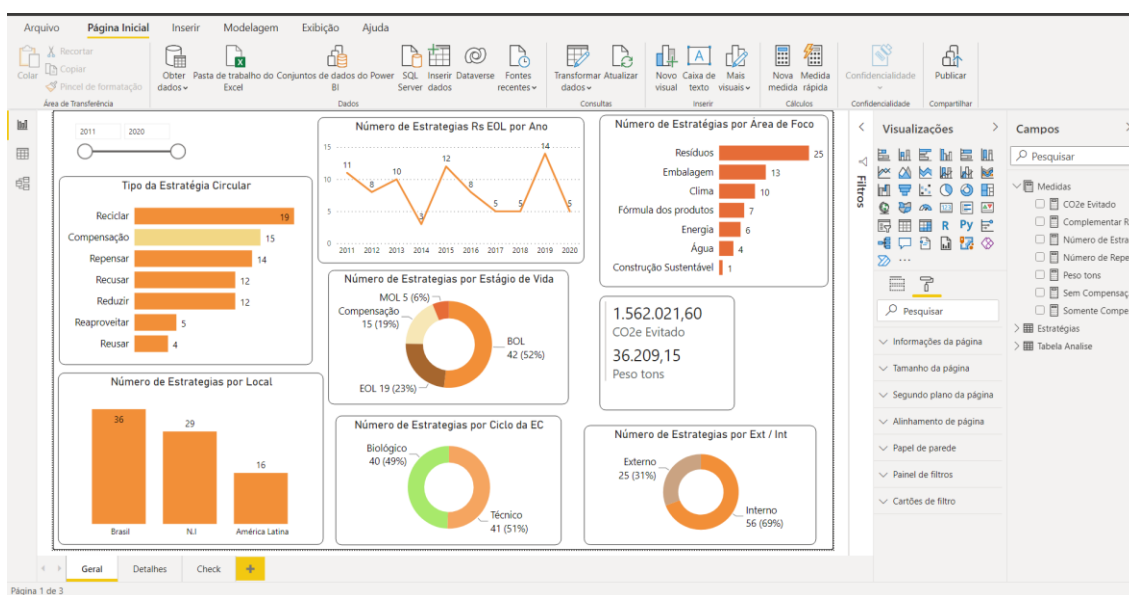 Arquivo Página Inicial Inserir Modelagem Exibição Ajuda
Colar
Recortar
Copiar
Pincel de formatação
Área de Transferência
Obter dados
Pasta de trabalho do Excel
Conjuntos de dados do Power BI
SQL Server
Inserir dados
Dataverse
Fontes recentes
Dados
Transformar dados
Atualizar
Consultas
Novo visual
Caixa de texto
Mais visuais
Inserir
Nova medida
Medida rápida
Cálculos
Confidencialidade
Confidencialidade
Publicar
Compartilhar
2011 2020
Tipo da Estratégia Circular
Reciclar 19
Compensação 15
Repensar 14
Recusar 12
Reduzir 12
Reaproveitar 5
Reusar 4
Número de Estrategias por Local
36 29 16
Brasil N.I América Latina
Número de Estrategias Rs EOL por Ano
15
10
5
0
11 8 10 3 12 8 5 5 14 5
2011 2012 2013 2014 2015 2016 2017 2018 2019 2020
Número de Estrategias por Estágio de Vida
MOL 5 (6%)
Compensação
15 (19%)
BOL
42 (52%)
EOL 19 (23%)
Número de Estrategias por Ciclo da EC
Biológico
40 (49%)
Técnico
41 (51%)
Número de Estratégias por Área de Foco
Resíduos 25
Embalagem 13
Clima 10
Fórmula dos produtos 7
Energia 6
Água 4
Construção Sustentável 1
1.562.021,60
CO2e Evitado
36.209,15
Peso tons
Número de Estrategias por Ext / Int
Externo
25 (31%)
Interno
56 (69%)
Filtros
Visualizações
R Py
Pesquisar
Informações da página
Tamanho da página
Segundo plano da página
Alinhamento de página
Papel de parede
Painel de filtros
Cartões de filtro
Campos
Pesquisar
Medidas
CO2e Evitado
Complementar R
Número de Estra
Número de Repe
Peso tons
Sem Compensaç
Somente Compe
Estratégias
Tabela Analise
Geral Detalhes Check +
Página 1 de 3